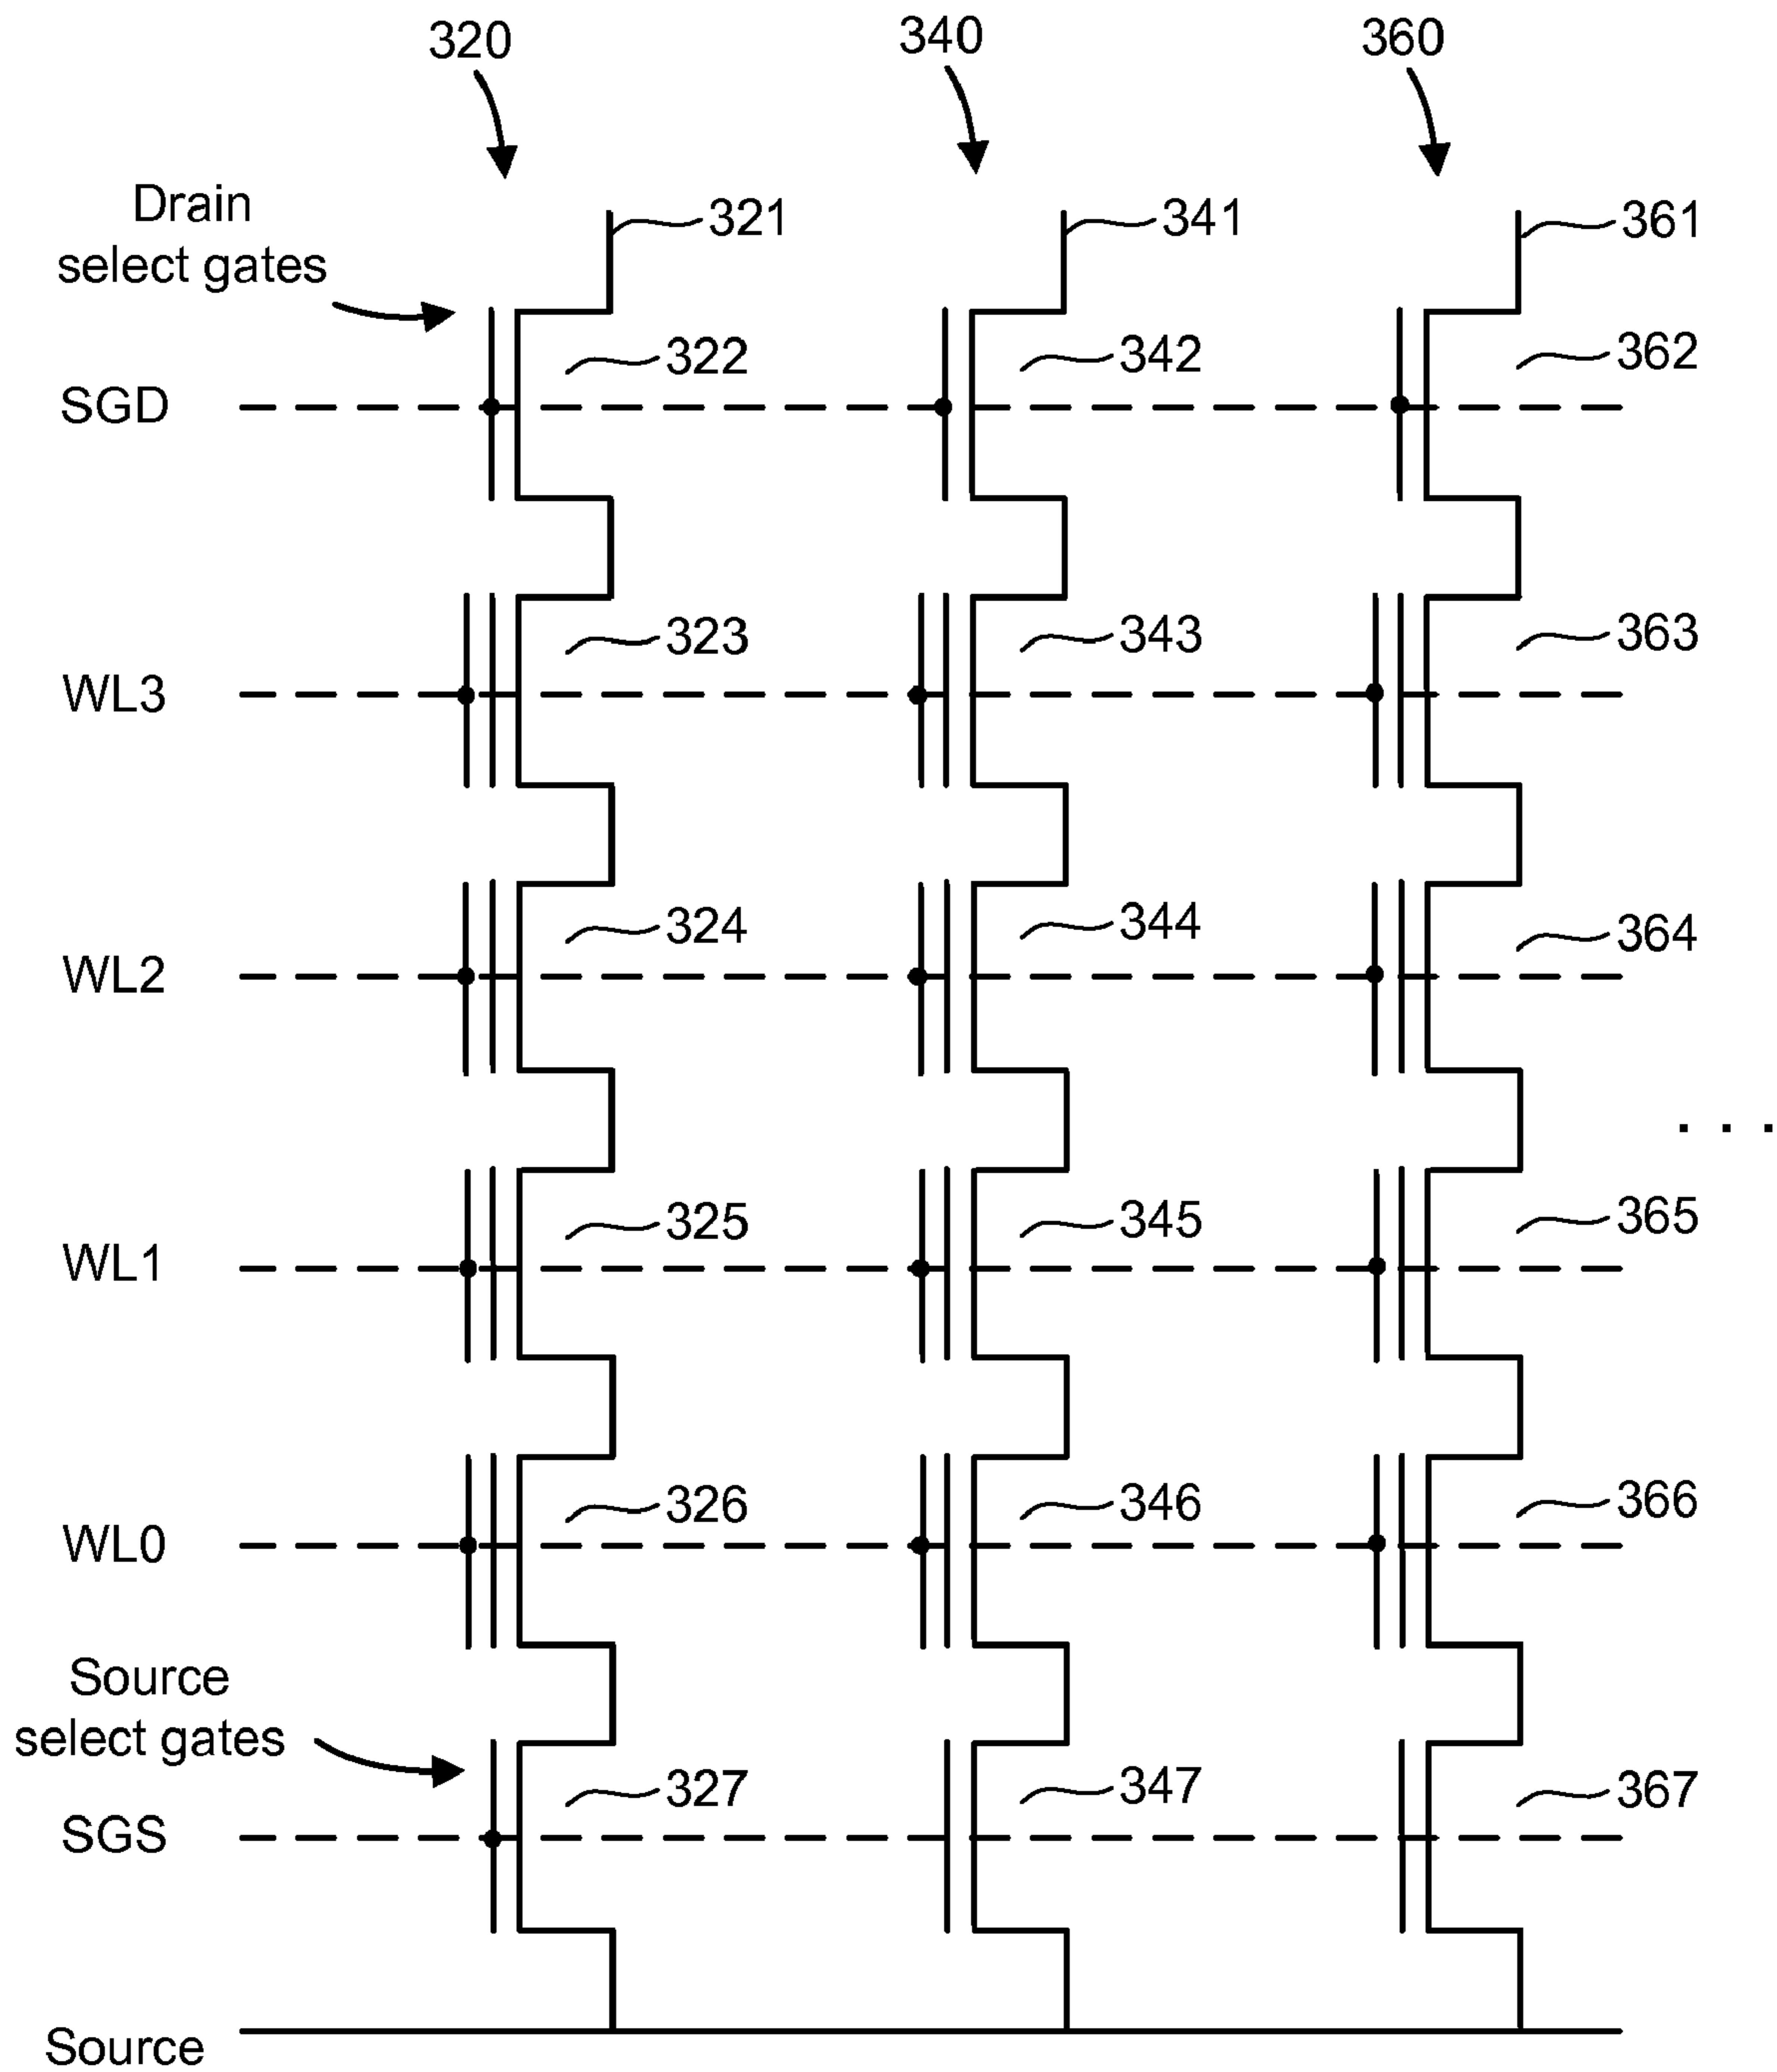 320 340 360
Drain
select gates
321 341 361
322 342 362
SGD
323 343 363
WL3
324 344 364
WL2
. . .
325 345 365
WL1
326 346 366
WL0
Source
select gates
327 347 367
SGS
Source